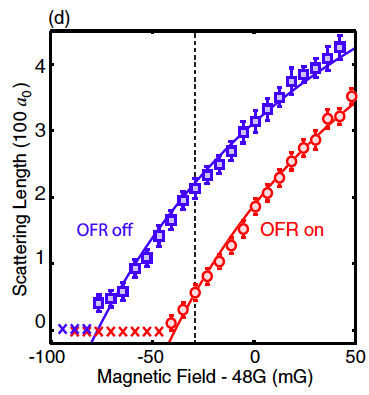 (d)
4
3
2
1
0
Scattering Length (100 a₀)
OFR off
OFR on
-100
-50
0
50
Magnetic Field - 48G (mG)